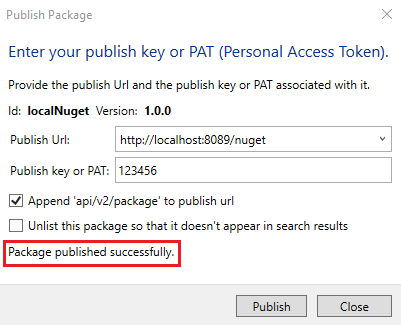 Publish Package
Enter your publish key or PAT (Personal Access Token).
Provide the publish Url and the publish key or PAT associated with it.
Id: localNuget Version: 1.0.0
Publish Url: http://localhost:8089/nuget
Publish key or PAT: 123456
Append 'api/v2/package' to publish url
Unlist this package so that it doesn't appear in search results
Package published successfully.
Publish Close